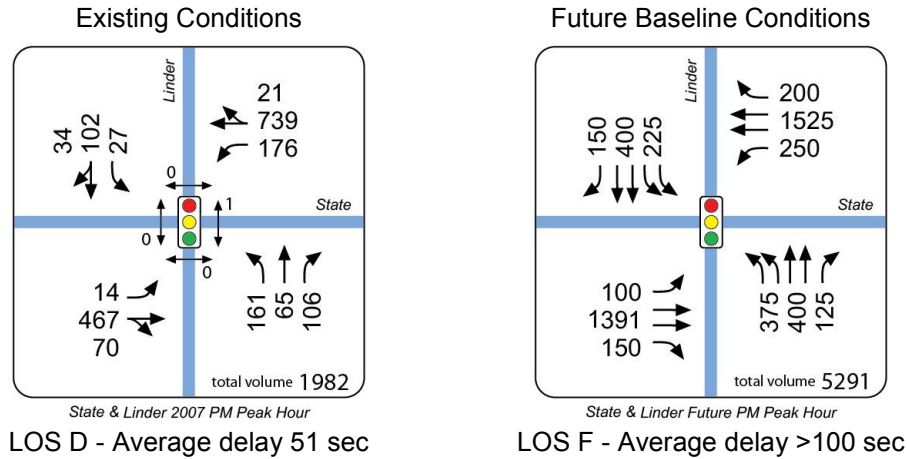 Existing Conditions
Linder
21
739
176
34
102
27
0
1
State
0
0
14
467
70
161
65
106
total volume 1982
State & Linder 2007 PM Peak Hour
LOS D - Average delay 51 sec
Future Baseline Conditions
Linder
200
1525
250
150
400
225
State
100
1391
150
375
400
125
total volume 5291
State & Linder Future PM Peak Hour
LOS F - Average delay >100 sec